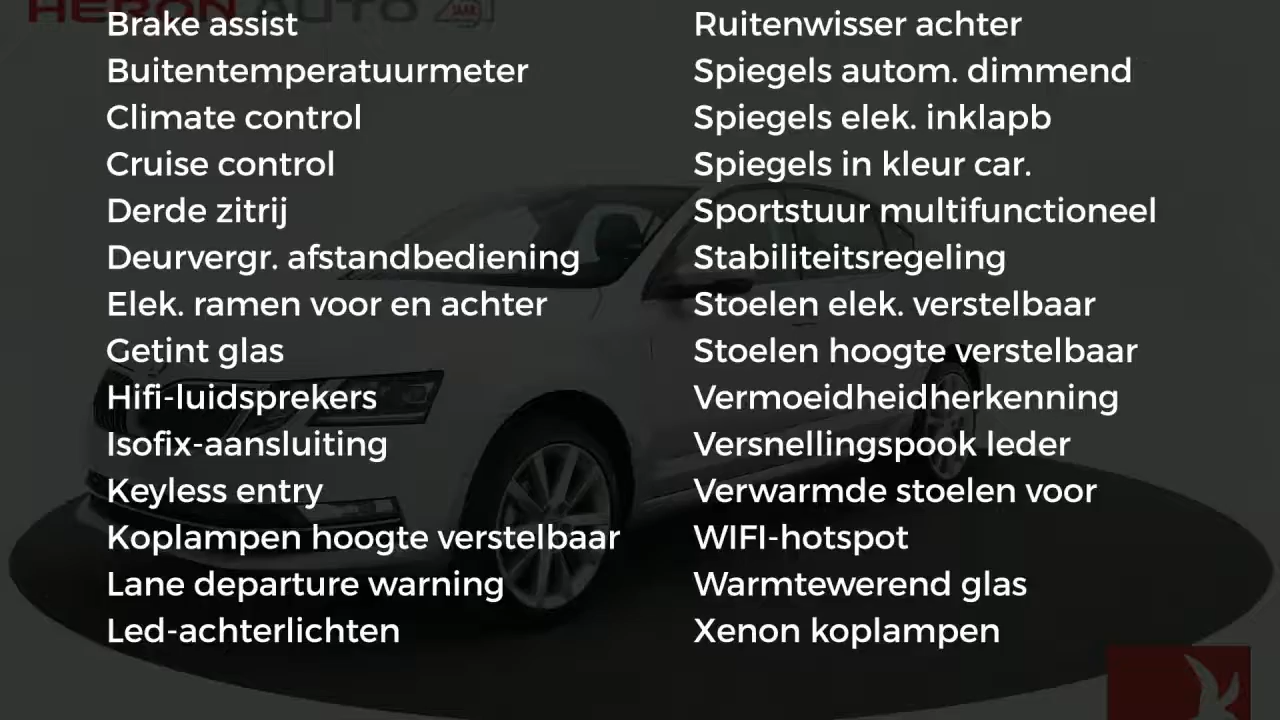 HERON AUTO
JAAR
Brake assist
Buitentemperatuurmeter
Climate control
Cruise control
Derde zitrij
Deurvergr. afstandbediening
Elek. ramen voor en achter
Getint glas
Hifi-luidsprekers
Isofix-aansluiting
Keyless entry
Koplampen hoogte verstelbaar
Lane departure warning
Led-achterlichten
Ruitenwisser achter
Spiegels autom. dimmend
Spiegels elek. inklapb
Spiegels in kleur car.
Sportstuur multifunctioneel
Stabiliteitsregeling
Stoelen elek. verstelbaar
Stoelen hoogte verstelbaar
Vermoeidheidherkenning
Versnellingspook leder
Verwarmde stoelen voor
WIFI-hotspot
Warmtewerend glas
Xenon koplampen